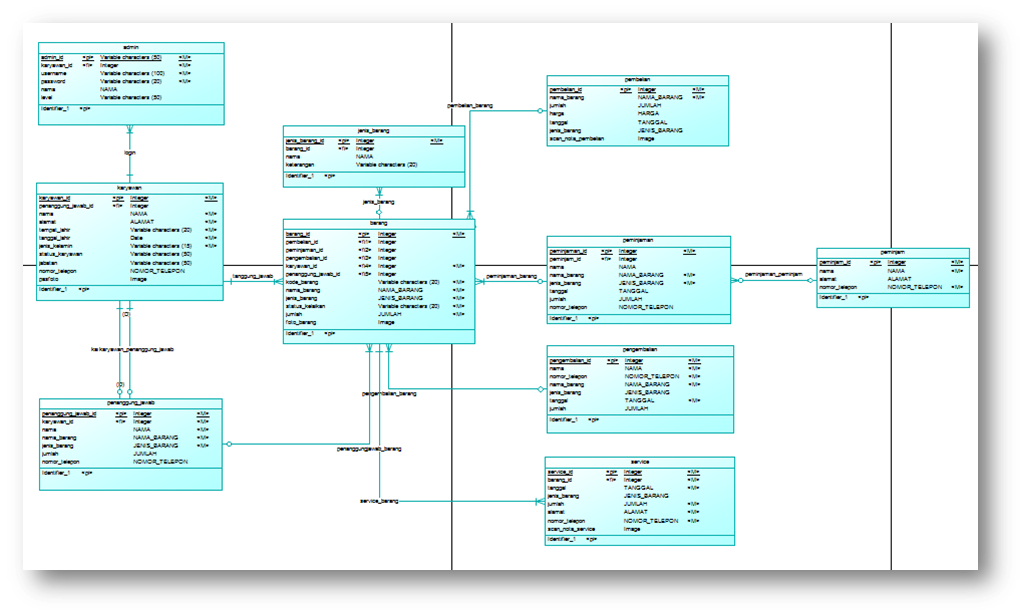 admin
admin_id <pi> Variable characters (50) <M>
karyawan_id <fi> Integer <M>
username Variable characters (100) <M>
password Variable characters (20) <M>
nama NAMA
level Variable characters (50)
Identifier_1 <pi>
login
karyawan
karyawan_id <pi> Integer <M>
penanggung_jawab_id <fi> Integer
nama NAMA <M>
alamat ALAMAT <M>
tempat_lahir Variable characters (20) <M>
tanggal_lahir Date <M>
jenis_kelamin Variable characters (15) <M>
status_karyawan Variable characters (50)
jabatan Variable characters (50)
nomor_telepon NOMOR_TELEPON
pasfoto Image
Identifier_1 <pi>
(D)
karyawan_penanggung_jawab
(D)
penanggung_jawab
penanggung_jawab_id <pi> Integer <M>
karyawan_id <fi> Integer <M>
nama NAMA <M>
nama_barang NAMA_BARANG <M>
jenis_barang JENIS_BARANG <M>
jumlah JUMLAH
nomor_telepon NOMOR_TELEPON
Identifier_1 <pi>
jenis_barang
jenis_barang_id <pi> Integer <M>
barang_id <fi> Integer
nama NAMA
keterangan Variable characters (20)
Identifier_1 <pi>
jenis_barang
barang
barang_id <pi> Integer <M>
pembelian_id <fi1> Integer
peminjaman_id <fi2> Integer
pengembalian_id <fi3> Integer
karyawan_id <fi4> Integer <M>
penanggung_jawab_id <fi5> Integer
kode_barang Variable characters (20) <M>
nama_barang NAMA_BARANG <M>
jenis_barang JENIS_BARANG <M>
status_kelaikan Variable characters (20) <M>
jumlah JUMLAH <M>
foto_barang Image
Identifier_1 <pi>
tanggung_jawab
pembelian_barang
peminjaman_barang
pengembalian_barang
penanggungjawab_barang
service_barang
pembelian
pembelian_id <pi> Integer <M>
nama_barang NAMA_BARANG <M>
jumlah JUMLAH
harga HARGA
tanggal TANGGAL
jenis_barang JENIS_BARANG
scan_nota_pembelian Image
Identifier_1 <pi>
peminjaman
peminjaman_id <pi> Integer <M>
peminjam_id <fi> Integer
nama NAMA
nama_barang NAMA_BARANG <M>
jenis_barang JENIS_BARANG <M>
tanggal TANGGAL
jumlah JUMLAH
nomor_telepon NOMOR_TELEPON
Identifier_1 <pi>
peminjaman_peminjam
peminjam
peminjam_id <pi> Integer <M>
nama NAMA <M>
alamat ALAMAT
nomor_telepon NOMOR_TELEPON <M>
Identifier_1 <pi>
pengembalian
pengembalian_id <pi> Integer <M>
nama NAMA <M>
nomor_telepon NOMOR_TELEPON <M>
nama_barang NAMA_BARANG <M>
jenis_barang JENIS_BARANG
tanggal TANGGAL <M>
jumlah JUMLAH
Identifier_1 <pi>
service
service_id <pi> Integer <M>
barang_id <fi> Integer <M>
tanggal TANGGAL <M>
jenis_barang JENIS_BARANG
jumlah JUMLAH <M>
alamat ALAMAT <M>
nomor_telepon NOMOR_TELEPON <M>
scan_nota_service Image
Identifier_1 <pi>